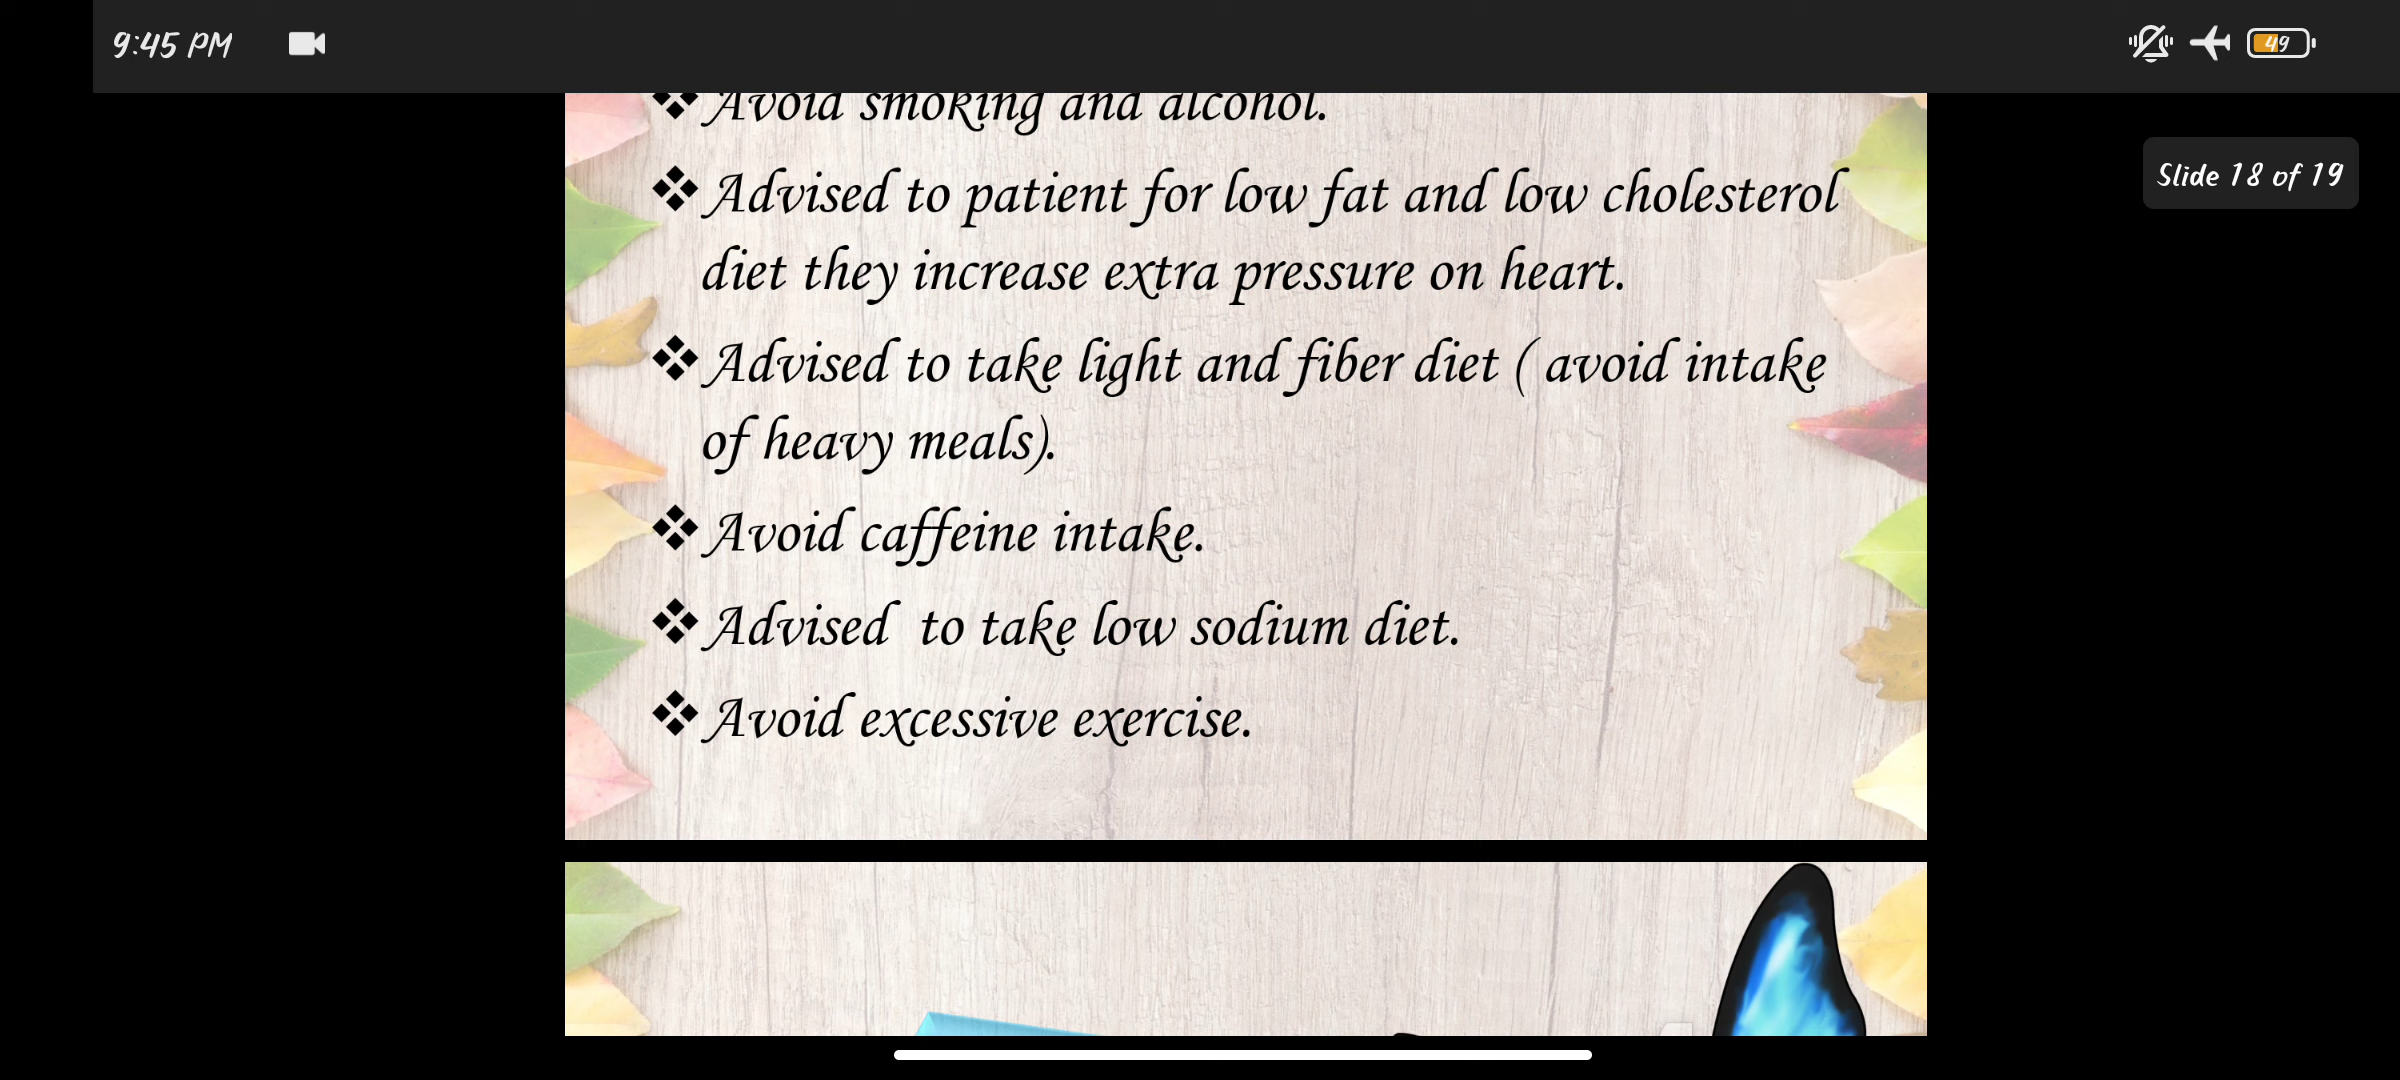 9:45 PM
49
Slide 18 of 19
❖Avoid smoking and alcohol.
❖Advised to patient for low fat and low cholesterol
diet they increase extra pressure on heart.
❖Advised to take light and fiber diet ( avoid intake
of heavy meals).
❖Avoid caffeine intake.
❖Advised  to take low sodium diet.
❖Avoid excessive exercise.